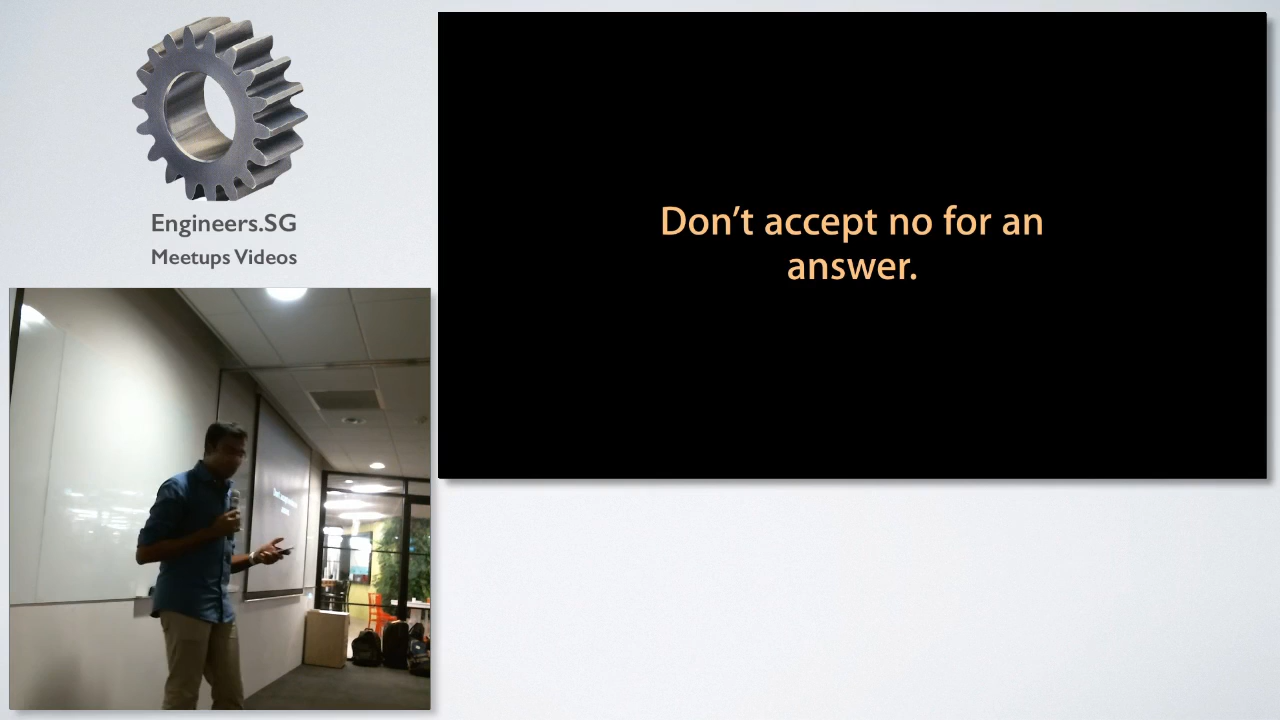 Engineers.SG
Meetups Videos
Don’t accept no for an
answer.